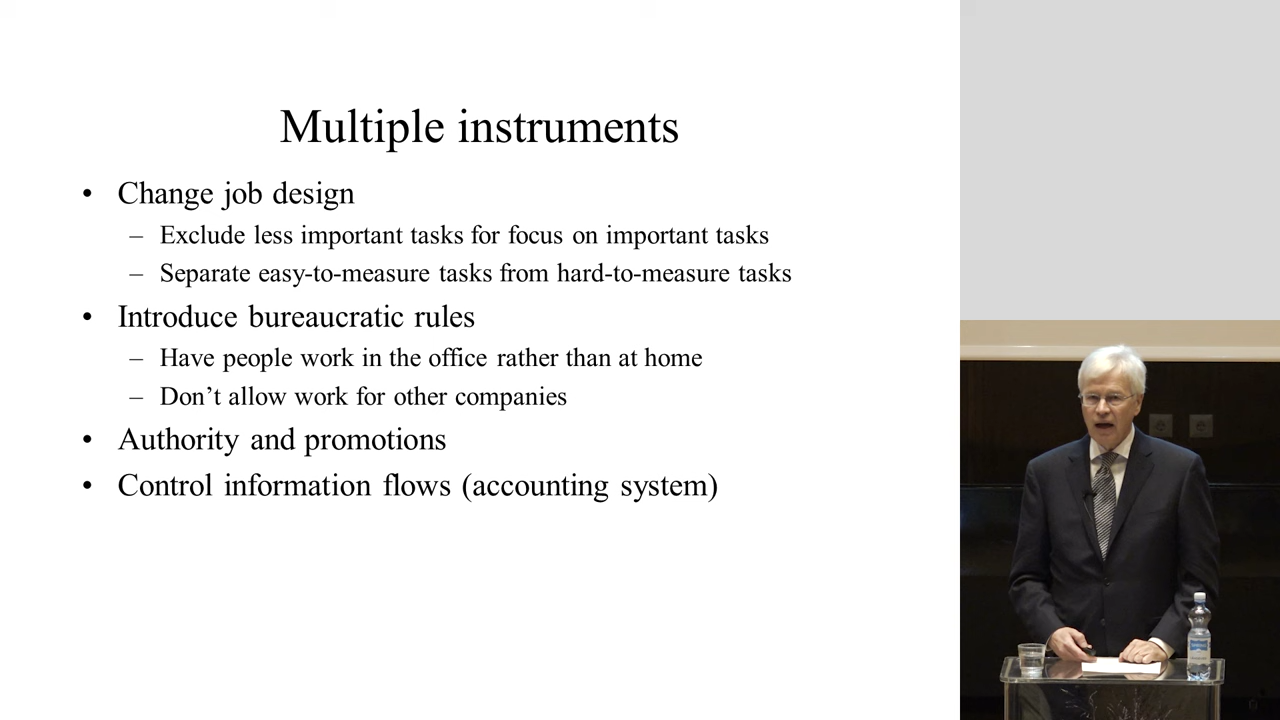 Multiple instruments
• Change job design
– Exclude less important tasks for focus on important tasks
– Separate easy-to-measure tasks from hard-to-measure tasks
• Introduce bureaucratic rules
– Have people work in the office rather than at home
– Don’t allow work for other companies
• Authority and promotions
• Control information flows (accounting system)